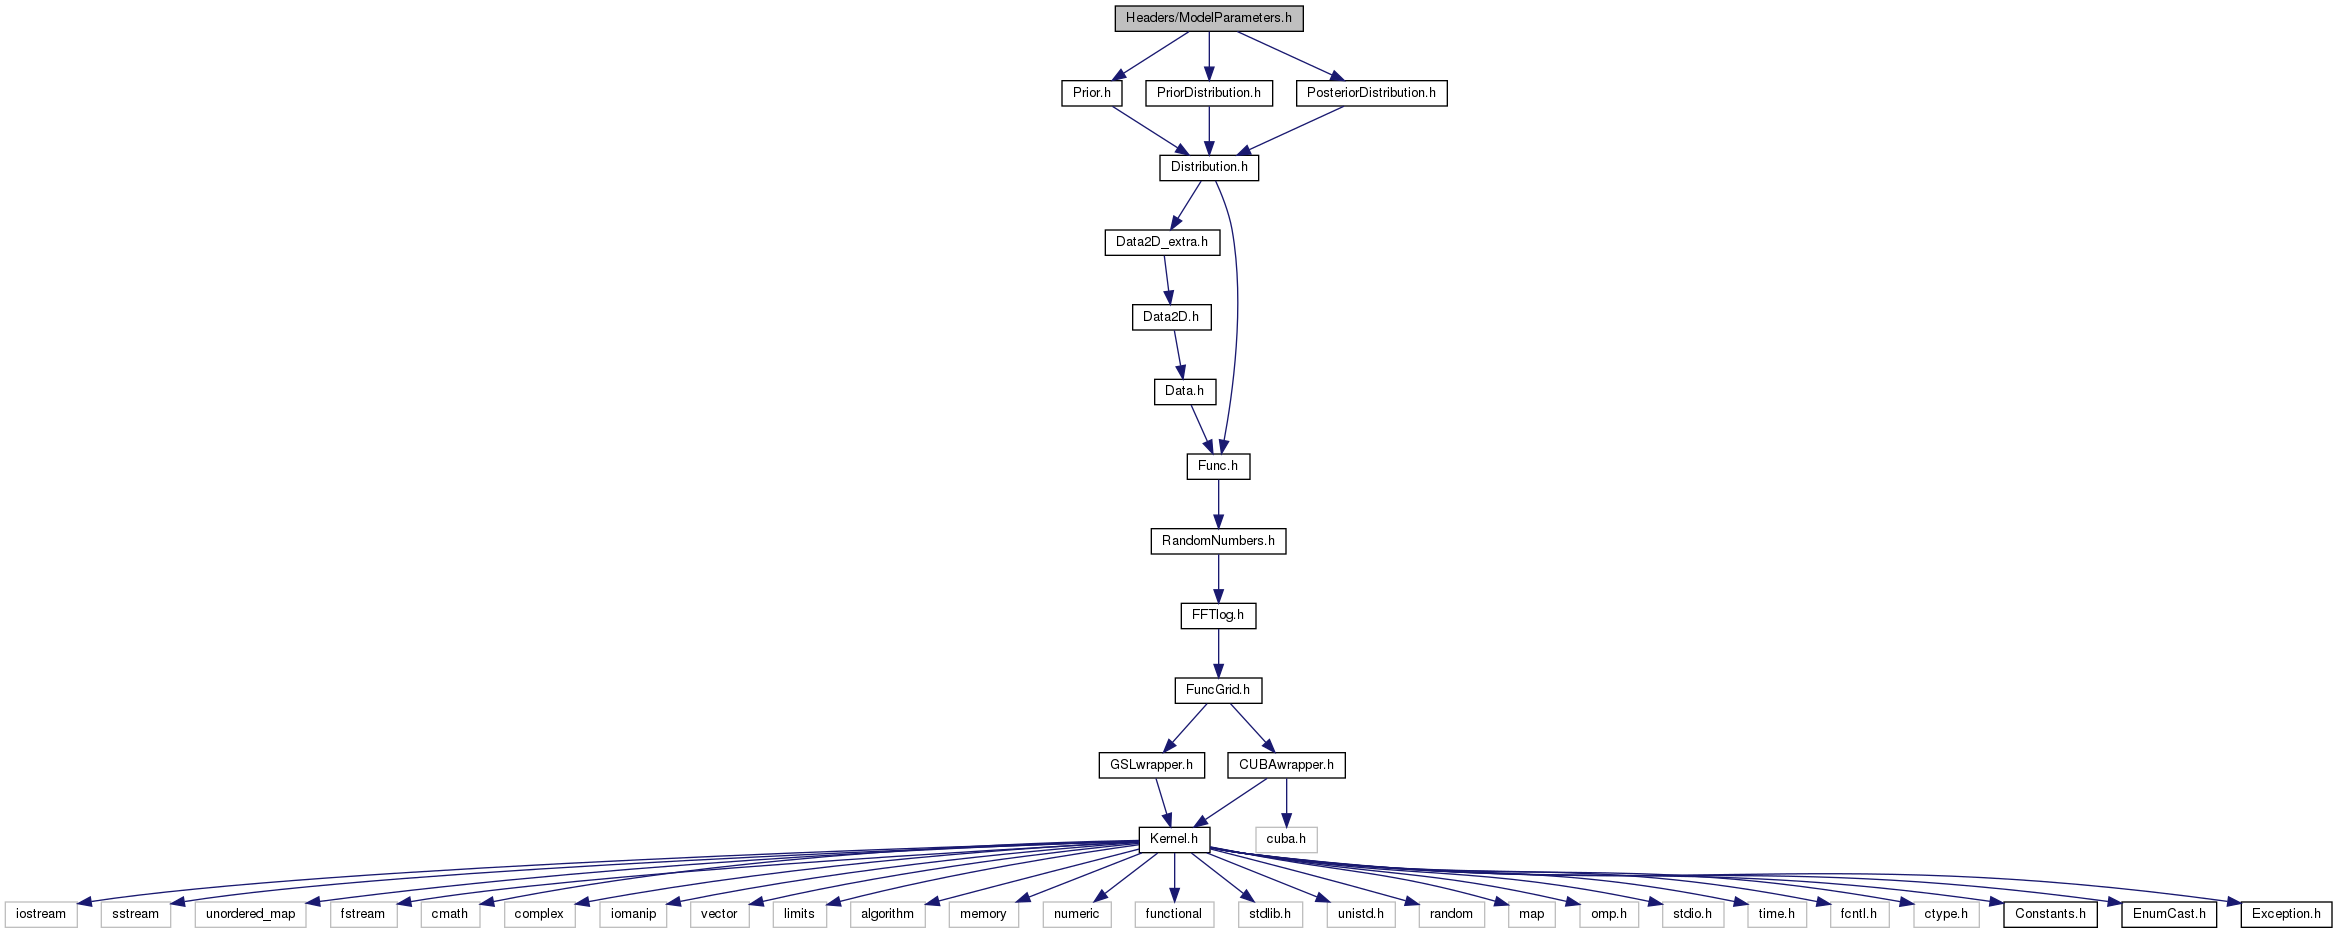 Headers/ModelParameters.h
Prior.h
PriorDistribution.h
PosteriorDistribution.h
Distribution.h
Data2D_extra.h
Data2D.h
Data.h
Func.h
RandomNumbers.h
FFTlog.h
FuncGrid.h
GSLwrapper.h
CUBAwrapper.h
Kernel.h
cuba.h
iostream
sstream
unordered_map
fstream
cmath
complex
iomanip
vector
limits
algorithm
memory
numeric
functional
stdlib.h
unistd.h
random
map
omp.h
stdio.h
time.h
fcntl.h
ctype.h
Constants.h
EnumCast.h
Exception.h